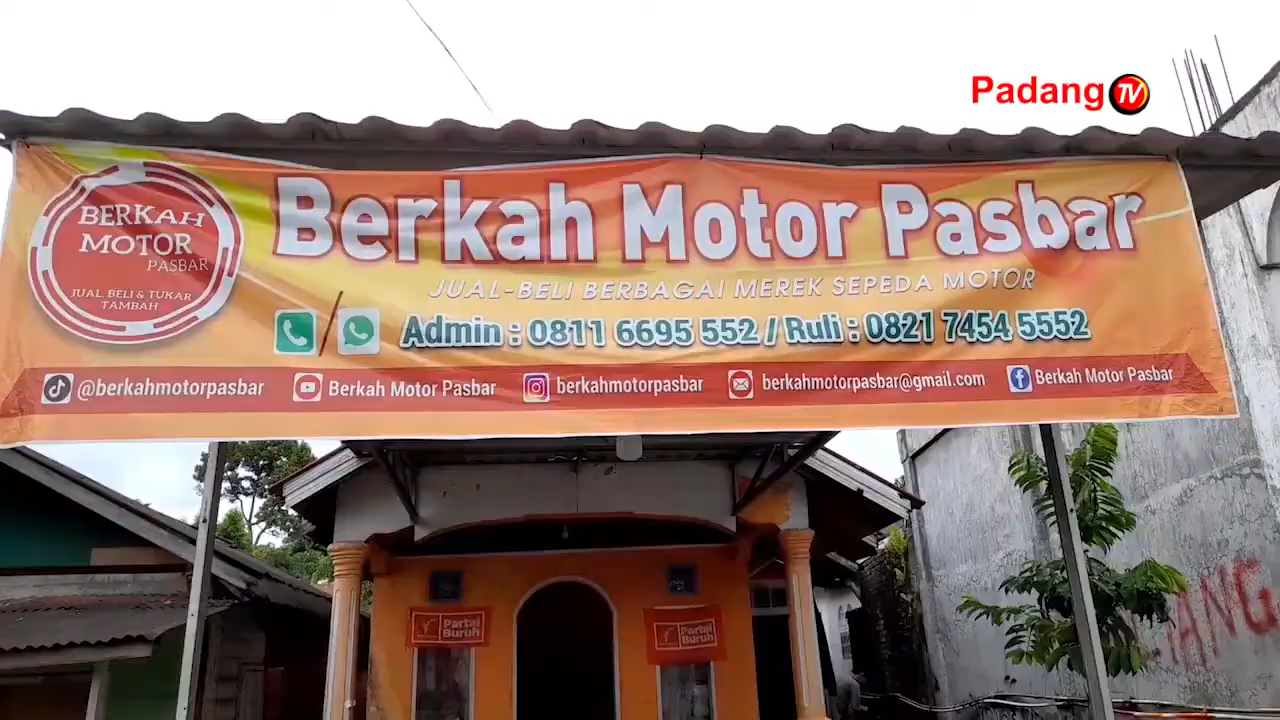 Padang TV
BERKAH
MOTOR
PASBAR
JUAL, BELI & TUKAR
TAMBAH
Berkah Motor Pasbar
JUAL-BELI BERBAGAI MEREK SEPEDA MOTOR
Admin : 0811 6695 552 / Ruli : 0821 7454 5552
@berkahmotorpasbar Berkah Motor Pasbar berkahmotorpasbar berkahmotorpasbar@gmail.com Berkah Motor Pasbar
Partai
Buruh
Partai
Buruh